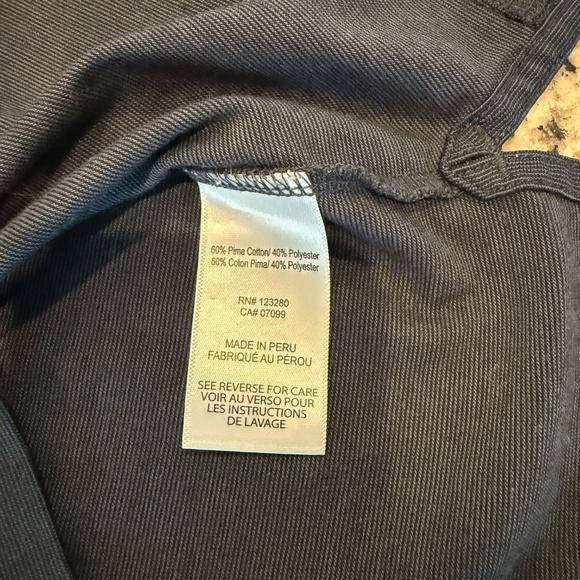 60% Pima Cotton/ 40% Polyester
60% Coton Pima/ 40% Polyester
RN# 123280
CA# 07099
MADE IN PERU
FABRIQUÉ AU PÉROU
SEE REVERSE FOR CARE
VOIR AU VERSO POUR
LES INSTRUCTIONS
DE LAVAGE